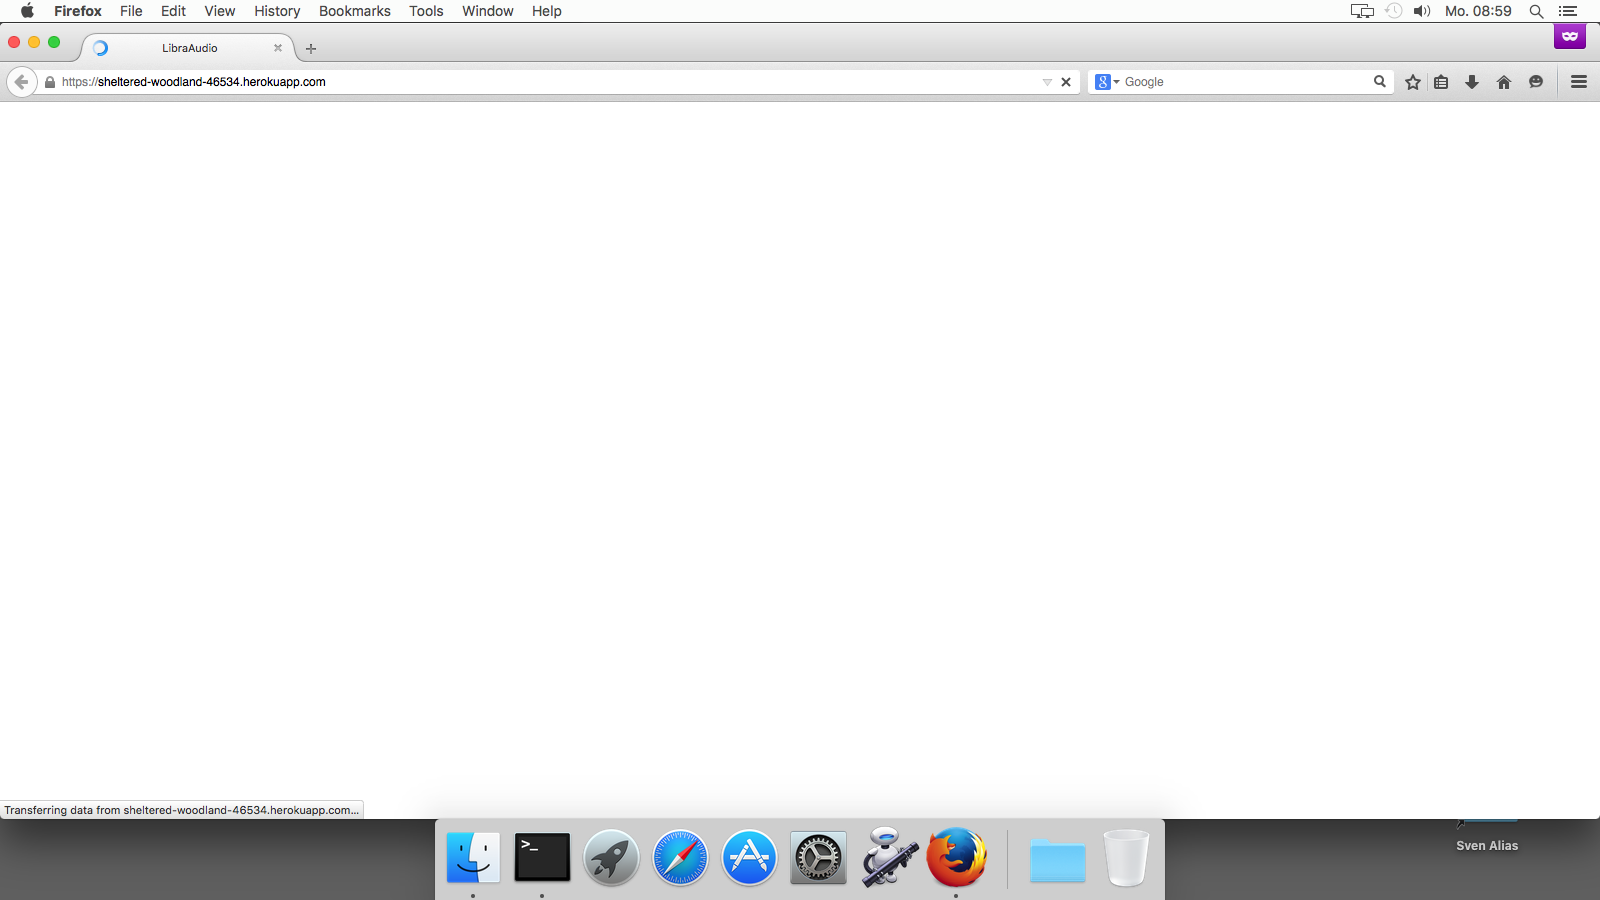 Firefox File Edit View History Bookmarks Tools Window Help Mo. 08:59
LibraAudio
https://sheltered-woodland-46534.herokuapp.com
8 Google
Transferring data from sheltered-woodland-46534.herokuapp.com...
>_
Sven Alias